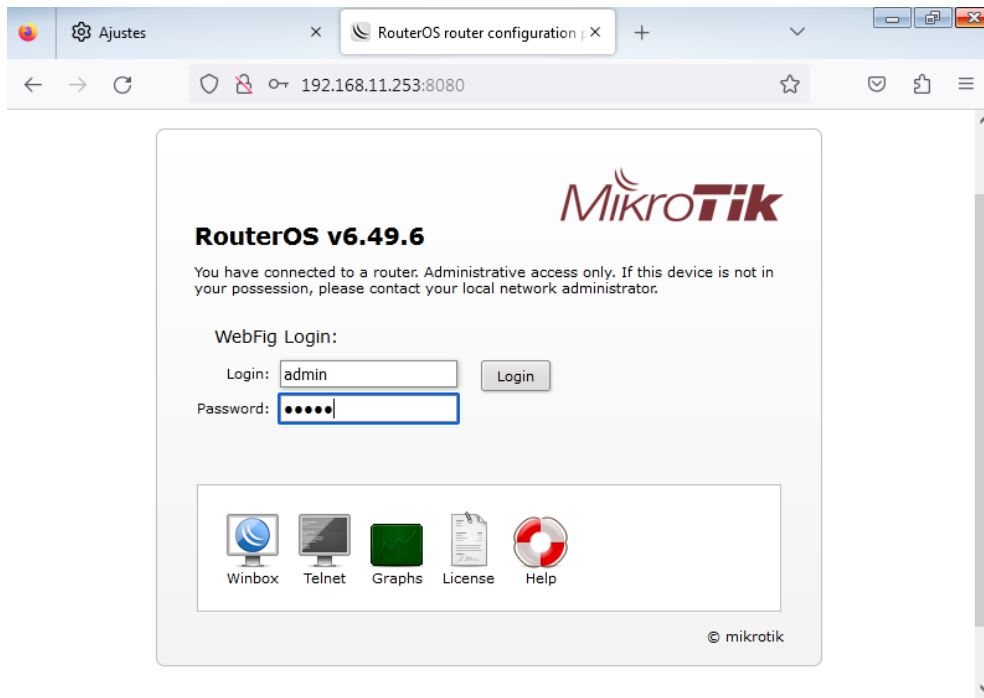 Ajustes
RouterOS router configuration p
192.168.11.253:8080
MikroTik
RouterOS v6.49.6
You have connected to a router. Administrative access only. If this device is not in
your possession, please contact your local network administrator.
WebFig Login:
Login: admin
Login
Password: •••••
Winbox Telnet Graphs License Help
© mikrotik